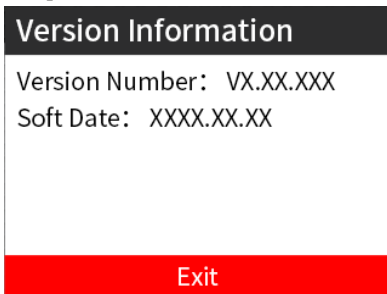 Version Information
Version Number： VX.XX.XXX
Soft Date： XXXX.XX.XX
Exit